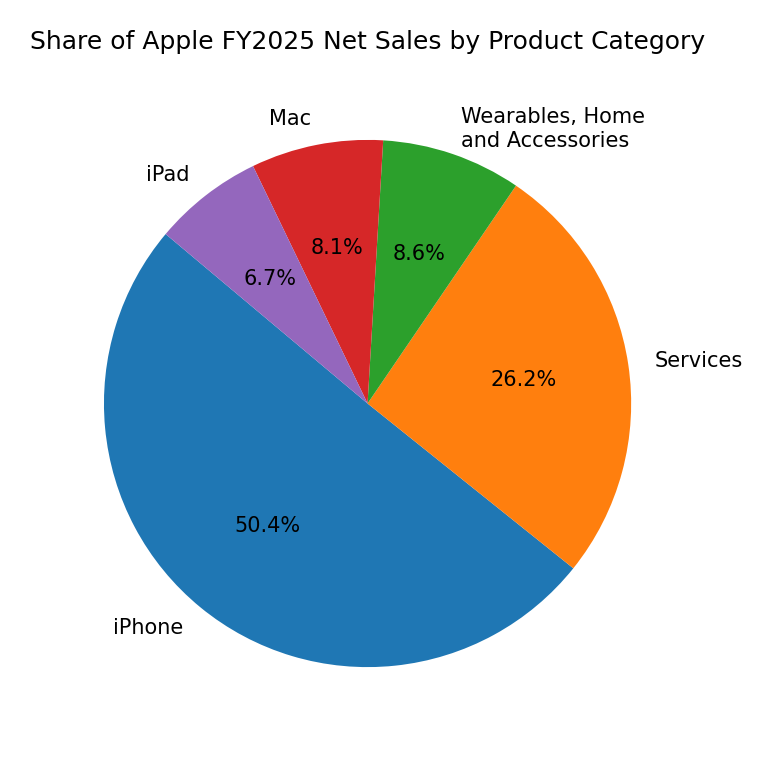 Share of Apple FY2025 Net Sales by Product Category
Mac
Wearables, Home
and Accessories
iPad
8.1%
8.6%
6.7%
Services
26.2%
50.4%
iPhone